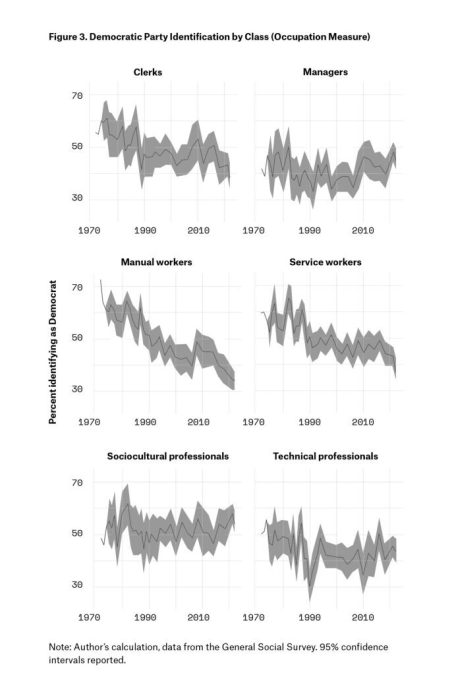 Figure 3. Democratic Party Identification by Class (Occupation Measure)
Percent identifying as Democrat
Clerks
Managers
70
50
30
1970 1990 2010
1970 1990 2010
Manual workers
Service workers
70
50
30
1970 1990 2010
1970 1990 2010
Sociocultural professionals
Technical professionals
70
50
30
1970 1990 2010
1970 1990 2010
Note: Author's calculation, data from the General Social Survey. 95% confidence
intervals reported.